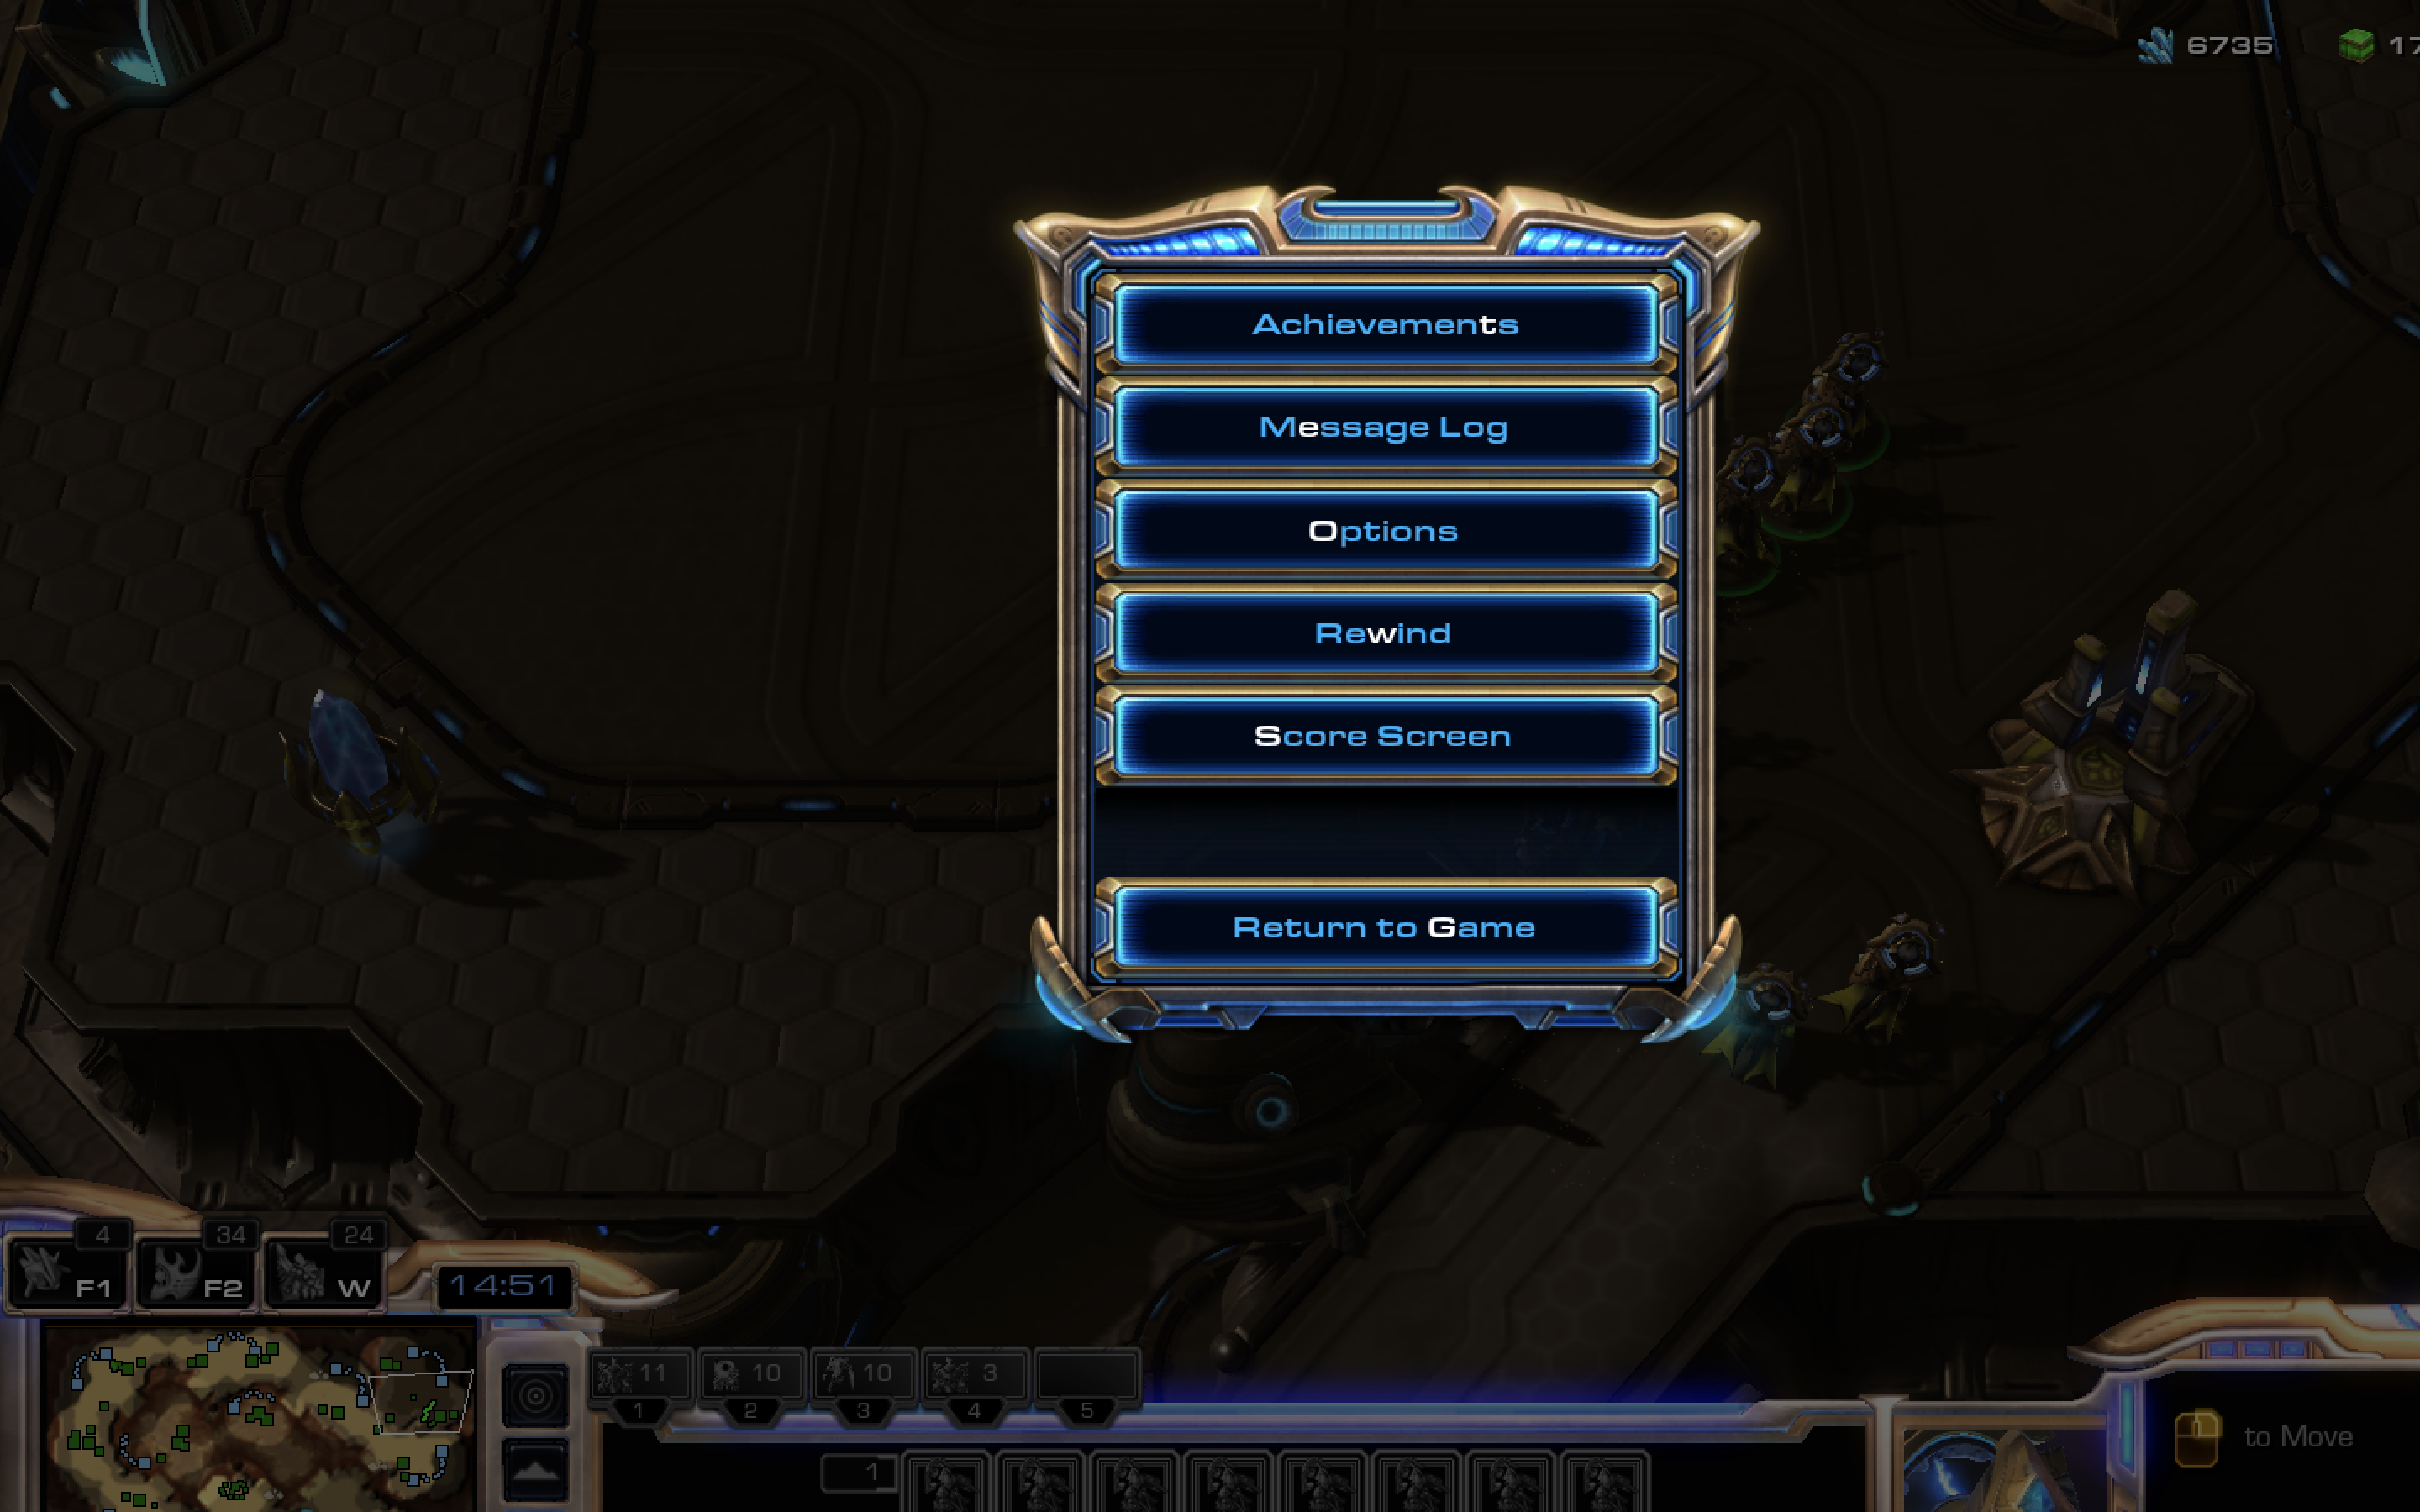 6735 17
Achievements
Message Log
Options
Rewind
Score Screen
Return to Game
4 34 24
F1 F2 W
14:51
11 10 10 3
1 2 3 4 5
to Move
1